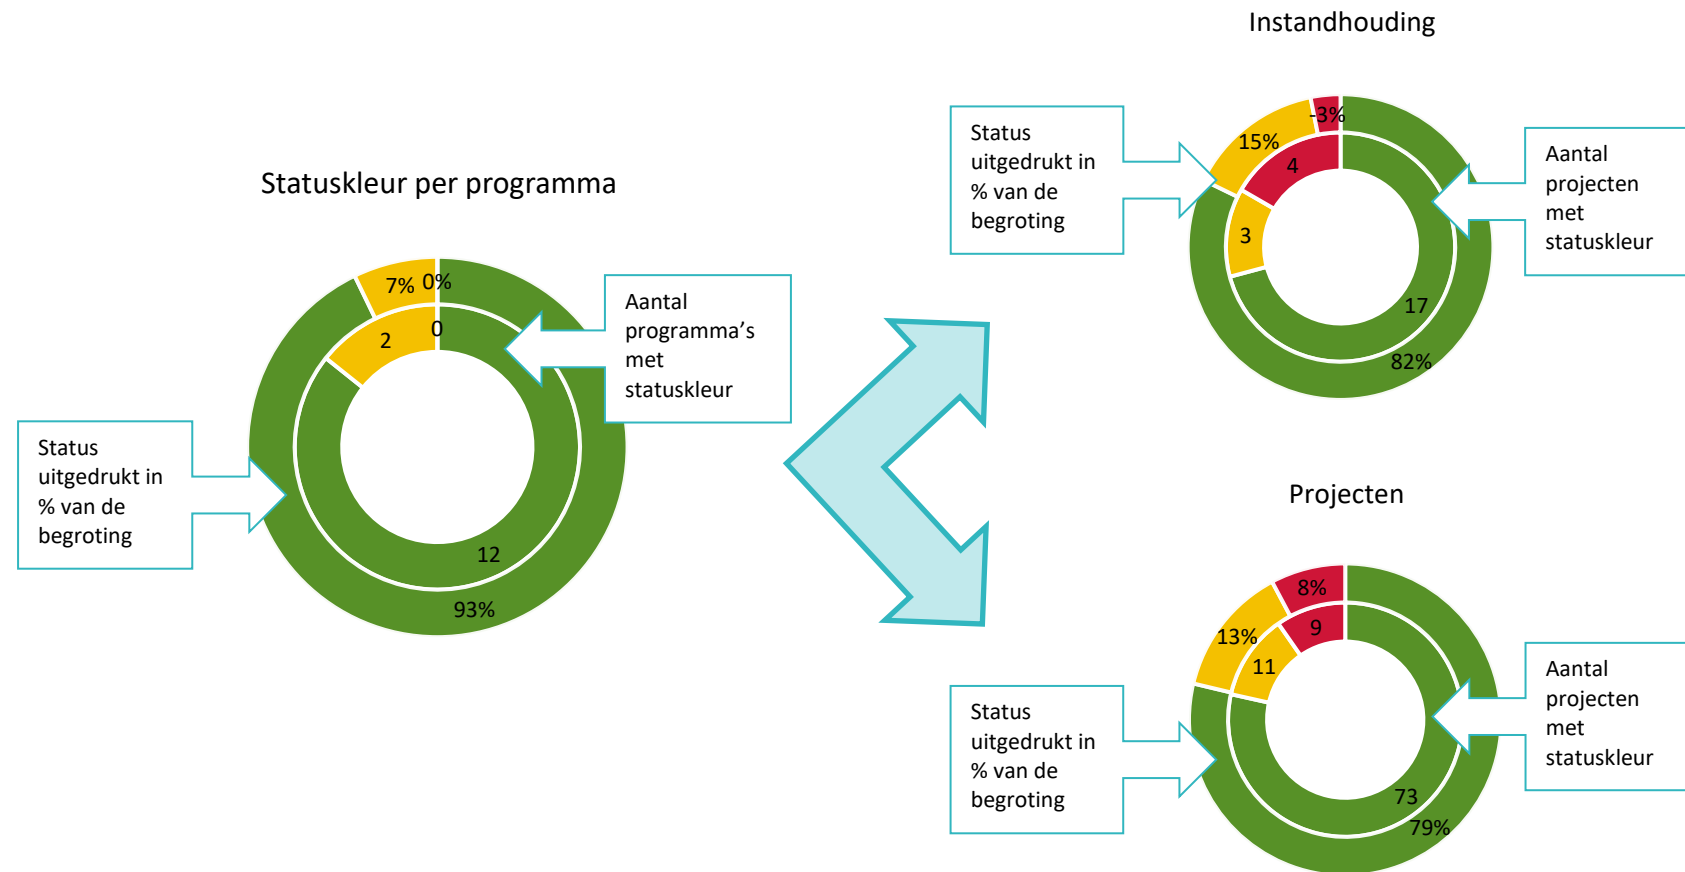 Statuskleur per programma
7%
0%
2
0
12
93%
Aantal
programma’s
met
statuskleur
Status
uitgedrukt in
% van de
begroting
Instandhouding
Status
uitgedrukt in
% van de
begroting
15%
-3%
4
3
17
82%
Aantal
projecten
met
statuskleur
Projecten
Status
uitgedrukt in
% van de
begroting
13%
8%
9
11
73
79%
Aantal
projecten
met
statuskleur